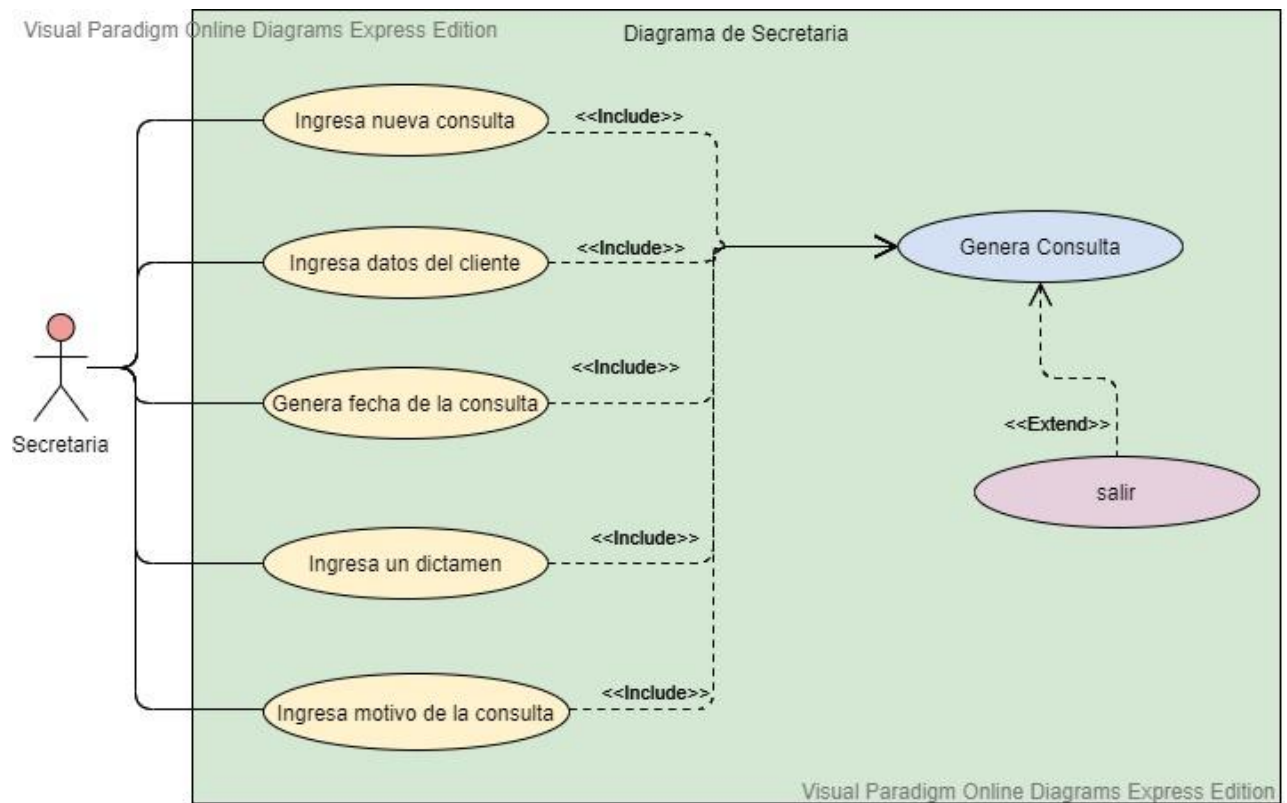 Visual Paradigm Online Diagrams Express Edition
Diagrama de Secretaria
Ingresa nueva consulta
<<Include>>
Ingresa datos del cliente
<<Include>>
Genera Consulta
Genera fecha de la consulta
<<Include>>
Secretaria
<<Extend>>
salir
Ingresa un dictamen
<<Include>>
Ingresa motivo de la consulta
<<Include>>
Visual Paradigm Online Diagrams Express Edition